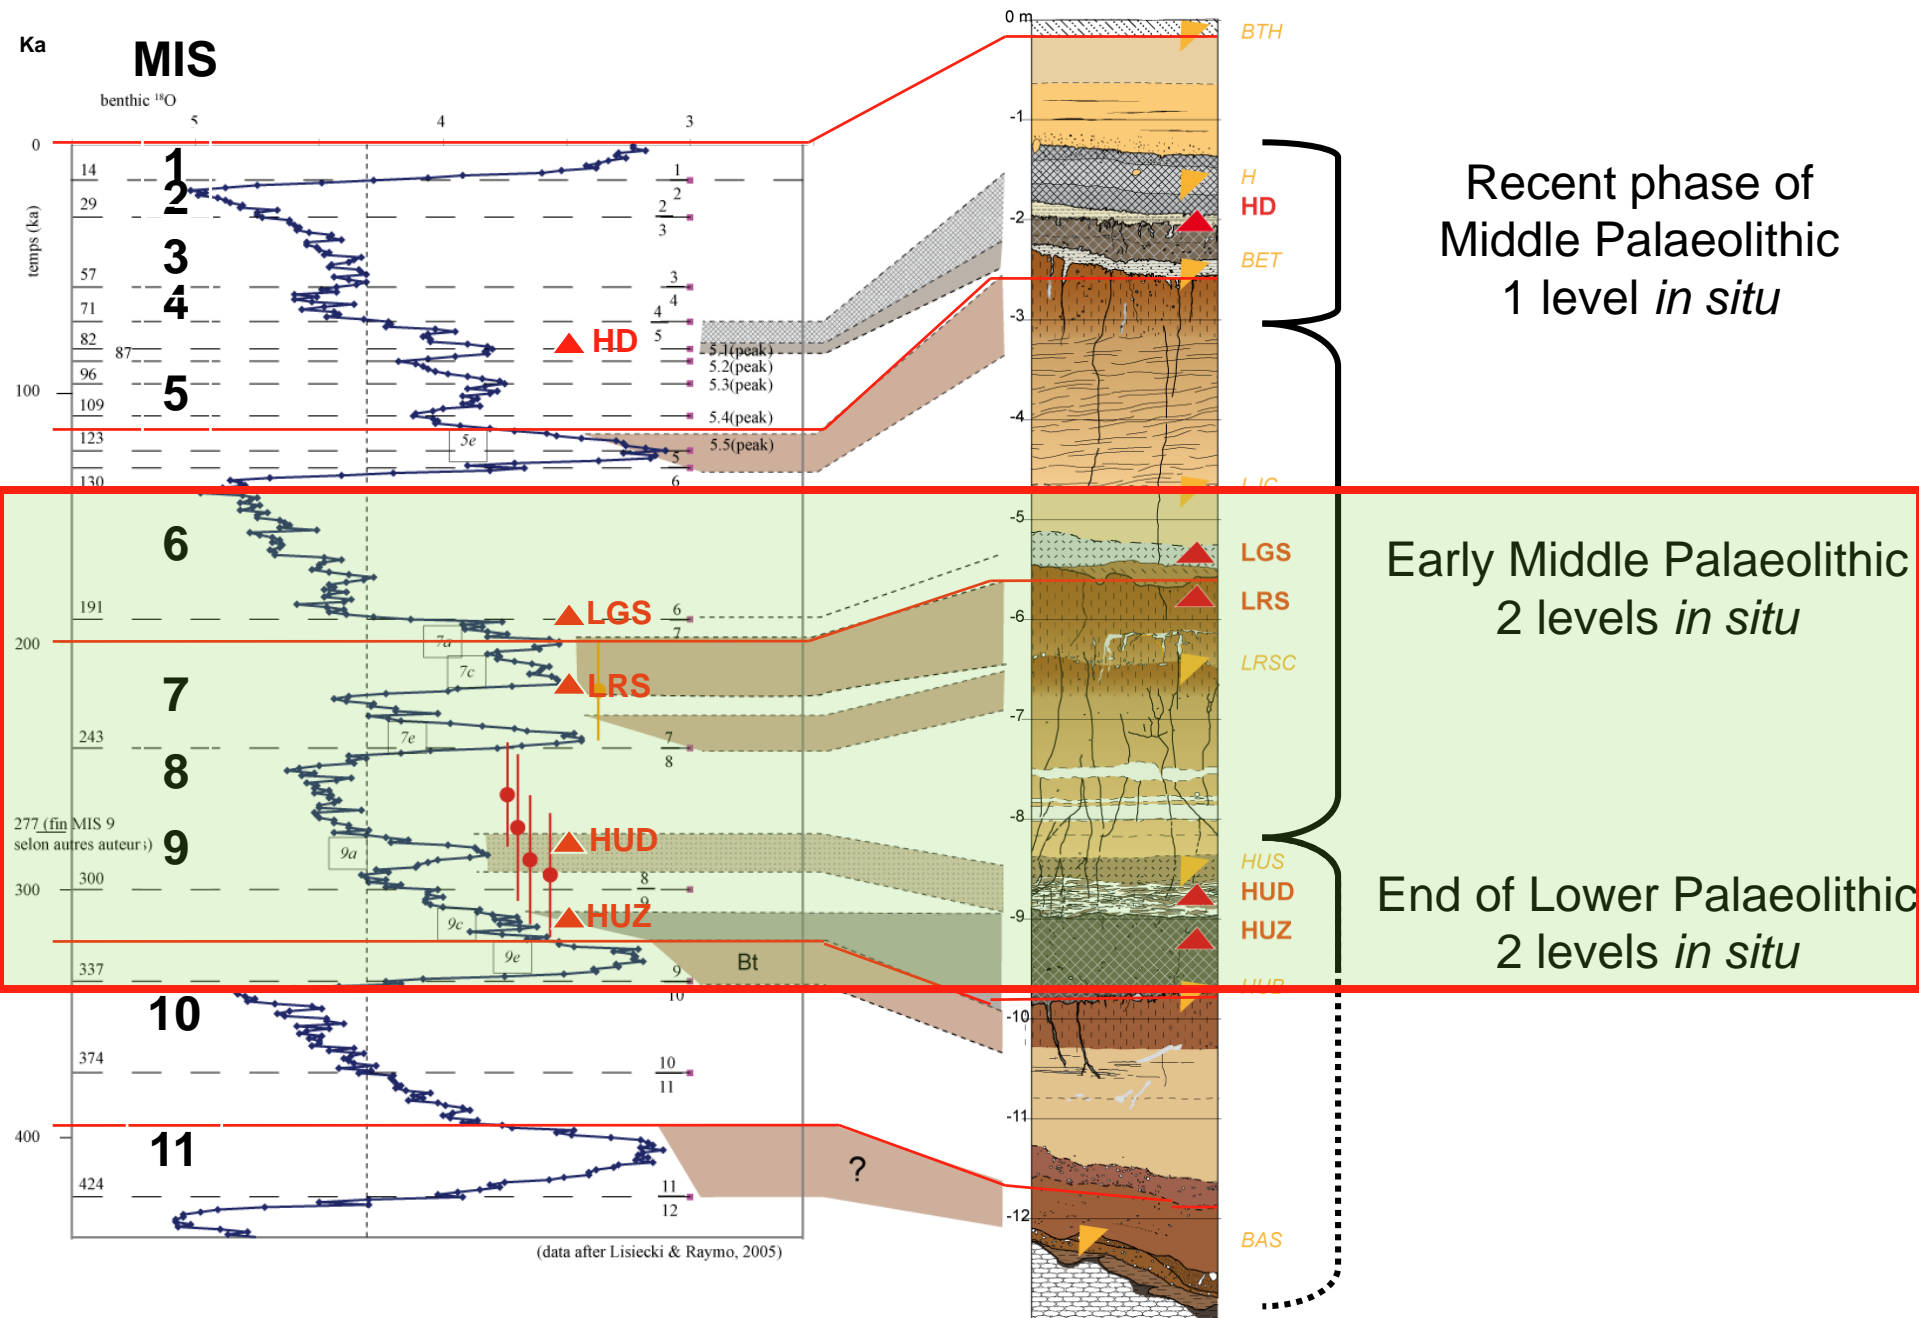 Ka
MIS
benthic ¹⁸O
5
4
3
temps (ka)
0
100
200
300
400
14
29
57
71
82
87
96
109
123
130
191
243
277 (fin MIS 9
selon autres auteurs)
300
337
374
424
1
2
3
4
5
6
7
8
9
10
11
5e
7a
7c
7e
9a
9c
9e
1
2
2
3
3
4
4
5
5.1(peak)
5.2(peak)
5.3(peak)
5.4(peak)
5.5(peak)
5
6
6
7
7
8
8
9
9
10
10
11
11
12
HD
LGS
LRS
HUD
HUZ
Bt
?
(data after Lisiecki & Raymo, 2005)
0 m
-1
-2
-3
-4
-5
-6
-7
-8
-9
-10
-11
-12
BTH
H
HD
BET
LGS
LRS
LRSC
HUS
HUD
HUZ
BAS
Recent phase of
Middle Palaeolithic
1 level in situ
Early Middle Palaeolithic
2 levels in situ
End of Lower Palaeolithic
2 levels in situ